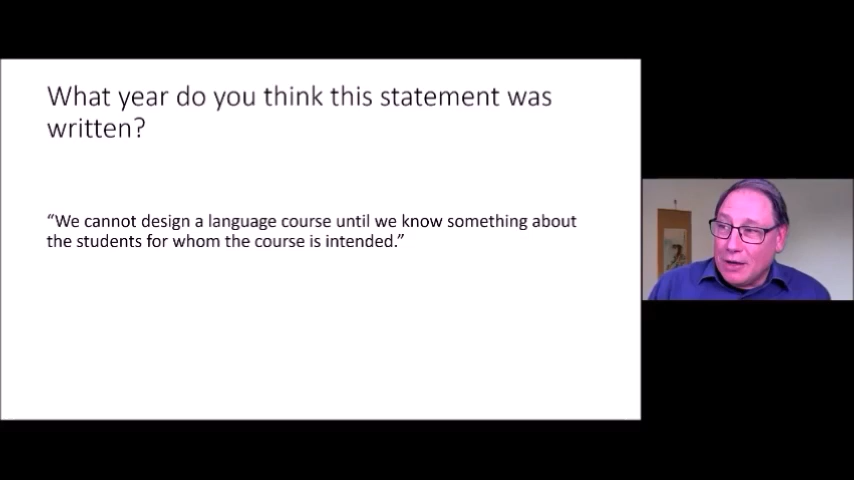 What year do you think this statement was
written?
“We cannot design a language course until we know something about
the students for whom the course is intended.”